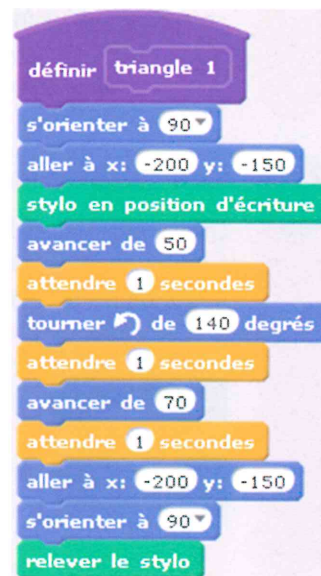 définir triangle 1
s'orienter à 90
aller à x: -200 y: -150
stylo en position d'écriture
avancer de 50
attendre 1 secondes
tourner de 140 degrés
attendre 1 secondes
avancer de 70
attendre 1 secondes
aller à x: -200 y: -150
s'orienter à 90
relever le stylo